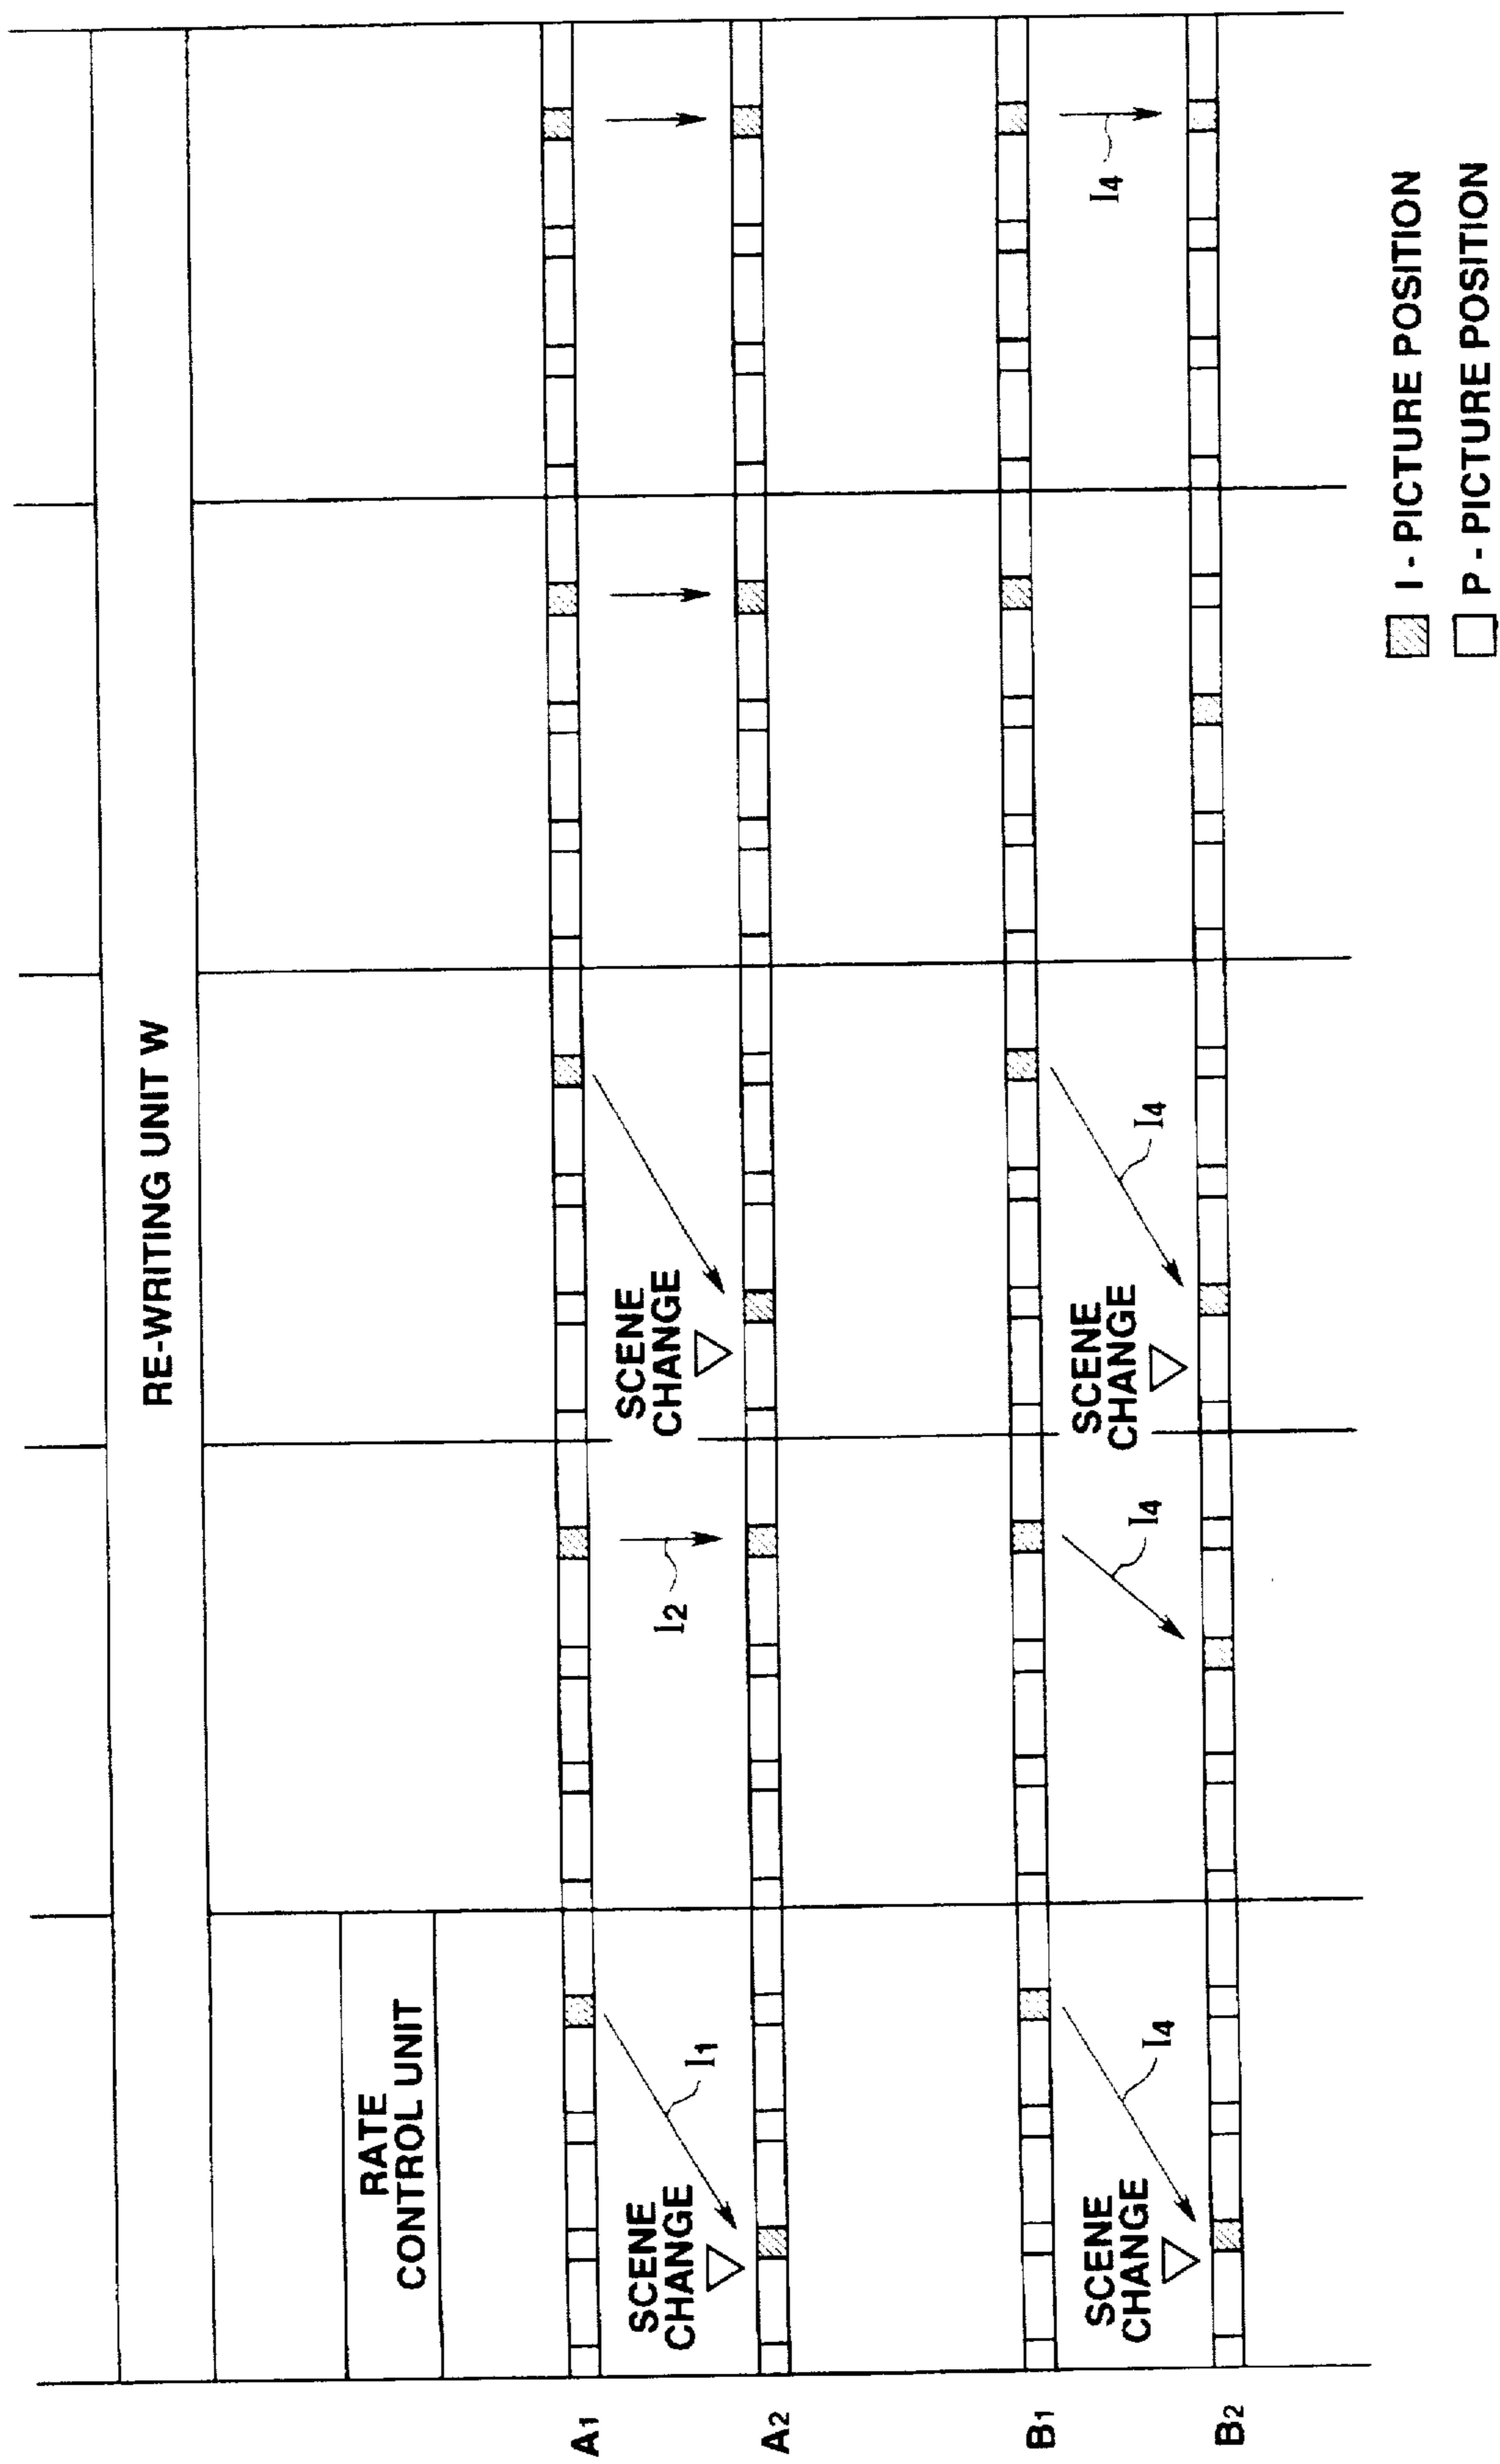 RE-WRITING UNIT W
RATE
CONTROL UNIT
A1
SCENE
CHANGE
I1
I2
SCENE
CHANGE
A2
B1
SCENE
CHANGE
I4
I4
SCENE
CHANGE
I4
I4
B2
I - PICTURE POSITION
P - PICTURE POSITION